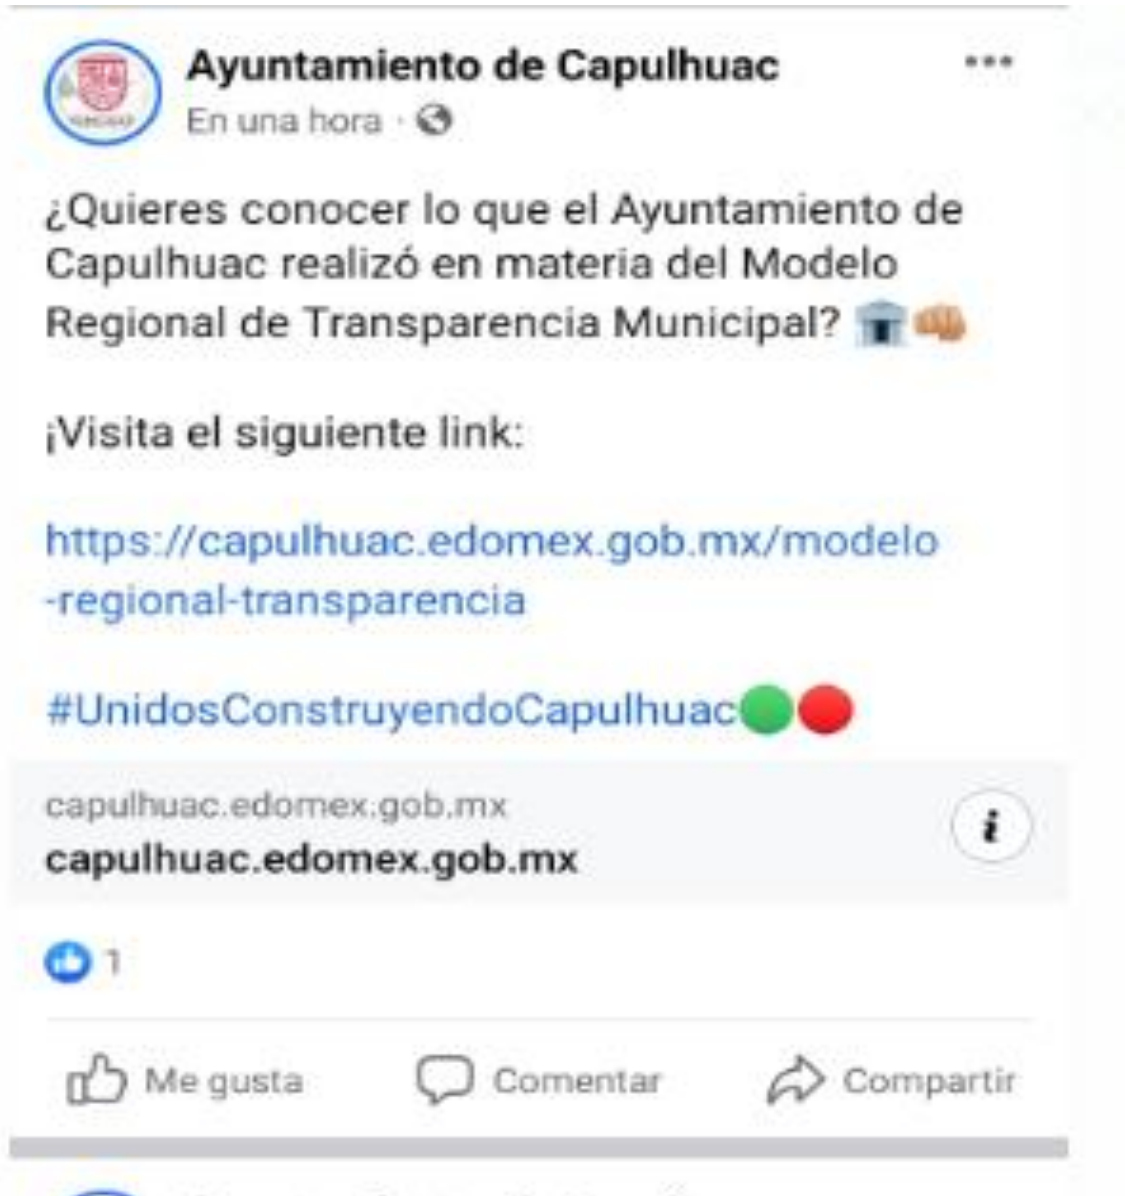 Ayuntamiento de Capulhuac
En una hora ·
¿Quieres conocer lo que el Ayuntamiento de
Capulhuac realizó en materia del Modelo
Regional de Transparencia Municipal? 🏛️👊🏼
¡Visita el siguiente link:
https://capulhuac.edomex.gob.mx/modelo
-regional-transparencia
#UnidosConstruyendoCapulhuac🟢🔴
capulhuac.edomex.gob.mx
capulhuac.edomex.gob.mx
i
1
Me gusta
Comentar
Compartir